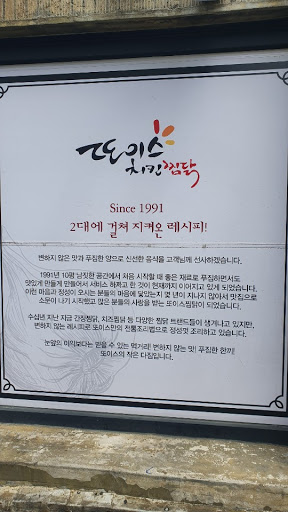 또이스
치킨찜닭
Since 1991
2대에 걸쳐 지켜온 레시피!
변하지 않은 맛과 푸짐한 양으로 신선한 음식을 고객님께 선사하겠습니다.
1991년 10평 남짓한 공간에서 처음 시작할 때 좋은 재료로 푸짐하면서도
맛있게 만들게 만들어서 서비스 하자고 한 것이 현재까지 이어지고 있게 되었습니다.
이런 마음과 정성이 오시는 분들의 마음에 닿았는지 몇 년이 지나지 않아서 맛집으로
소문이 나기 시작했고 많은 분들의 사랑을 받는 또이스찜닭이 되었습니다.
수십년 지난 지금 간장찜닭, 치즈찜닭 등 다양한 찜닭 브랜드들이 생겨나고 있지만,
변하지 않는 레시피로 또이스만의 전통조리법으로 정성껏 조리하고 있습니다.
눈앞의 이익보다는 믿을 수 있는 먹거리! 변하지 않는 맛! 푸짐한 한끼!
또이스의 작은 다짐입니다.